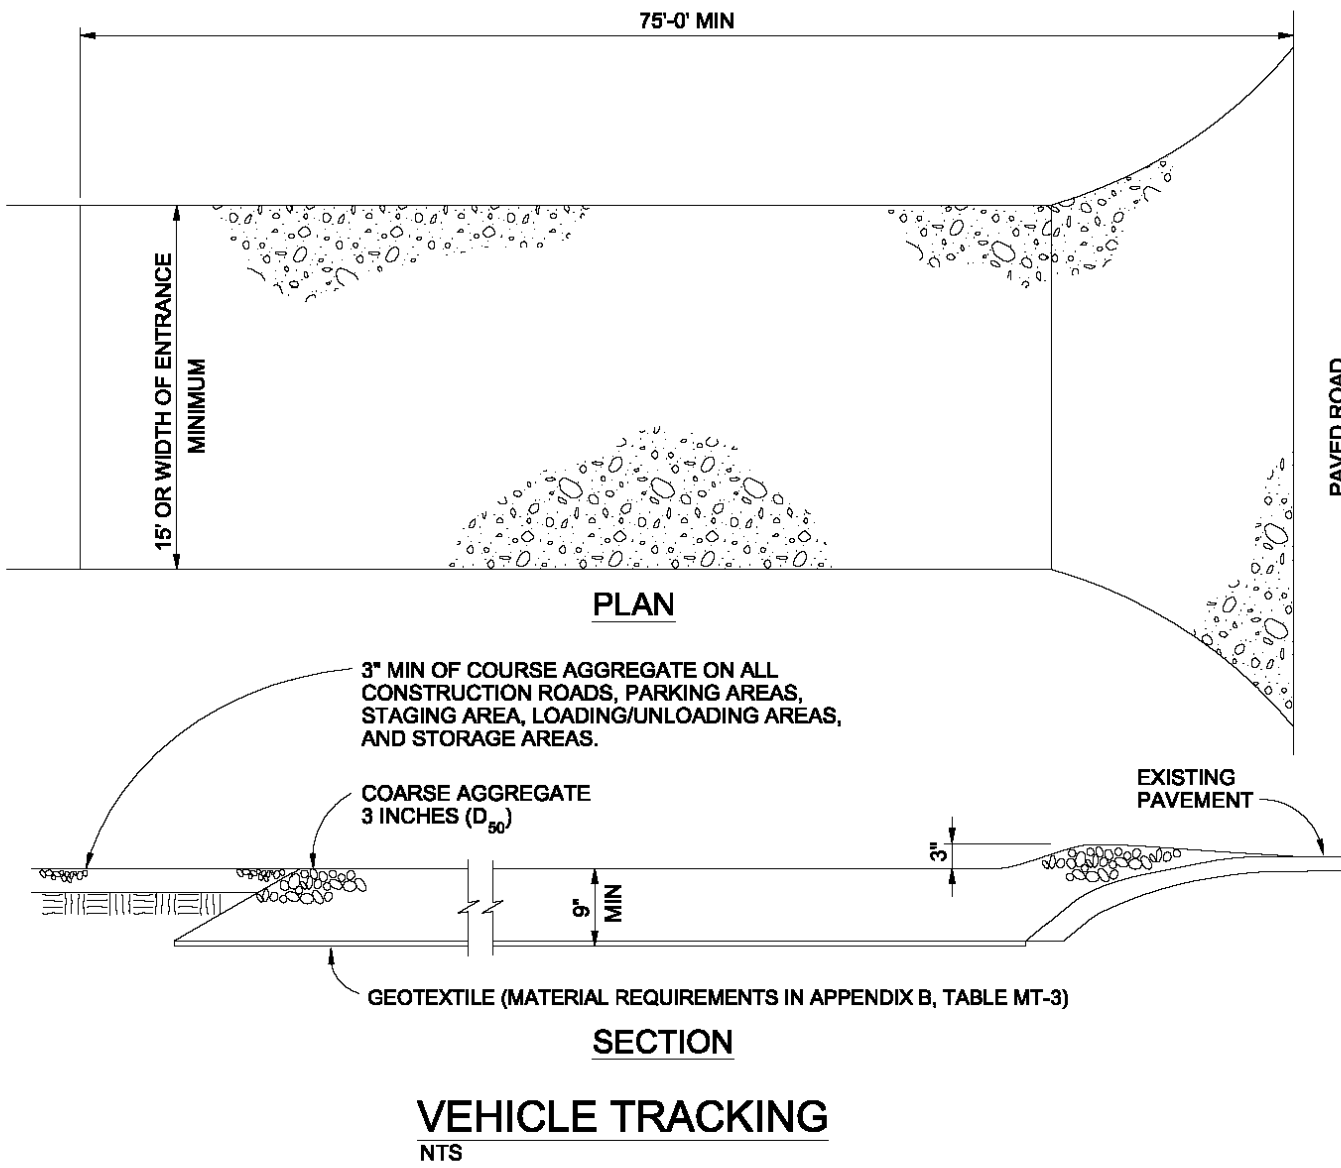 75'-0' MIN
15' OR WIDTH OF ENTRANCE
MINIMUM
PAVED ROAD
PLAN
3" MIN OF COURSE AGGREGATE ON ALL
CONSTRUCTION ROADS, PARKING AREAS,
STAGING AREA, LOADING/UNLOADING AREAS,
AND STORAGE AREAS.
COARSE AGGREGATE
3 INCHES (D50)
EXISTING
PAVEMENT
3"
9"
MIN
GEOTEXTILE (MATERIAL REQUIREMENTS IN APPENDIX B, TABLE MT-3)
SECTION
VEHICLE TRACKING
NTS